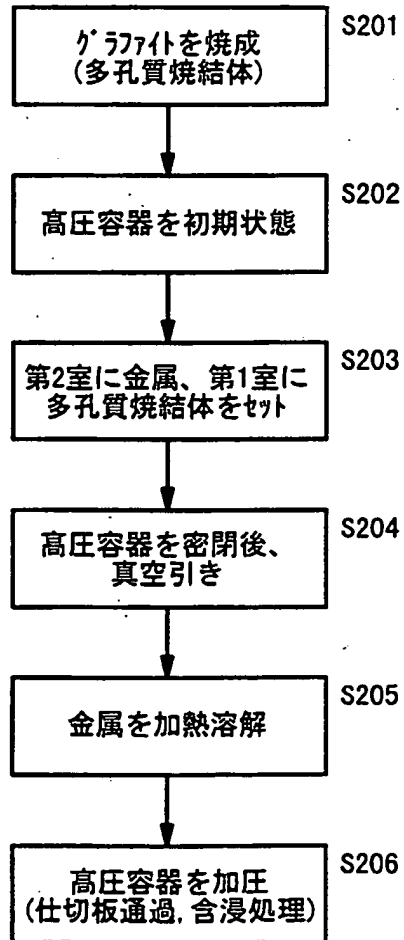 グラファイトを焼成
(多孔質焼結体)
S201
高圧容器を初期状態
S202
第2室に金属、第1室に
多孔質焼結体をセット
S203
高圧容器を密閉後、
真空引き
S204
金属を加熱溶解
S205
高圧容器を加圧
(仕切板通過,含浸処理)
S206